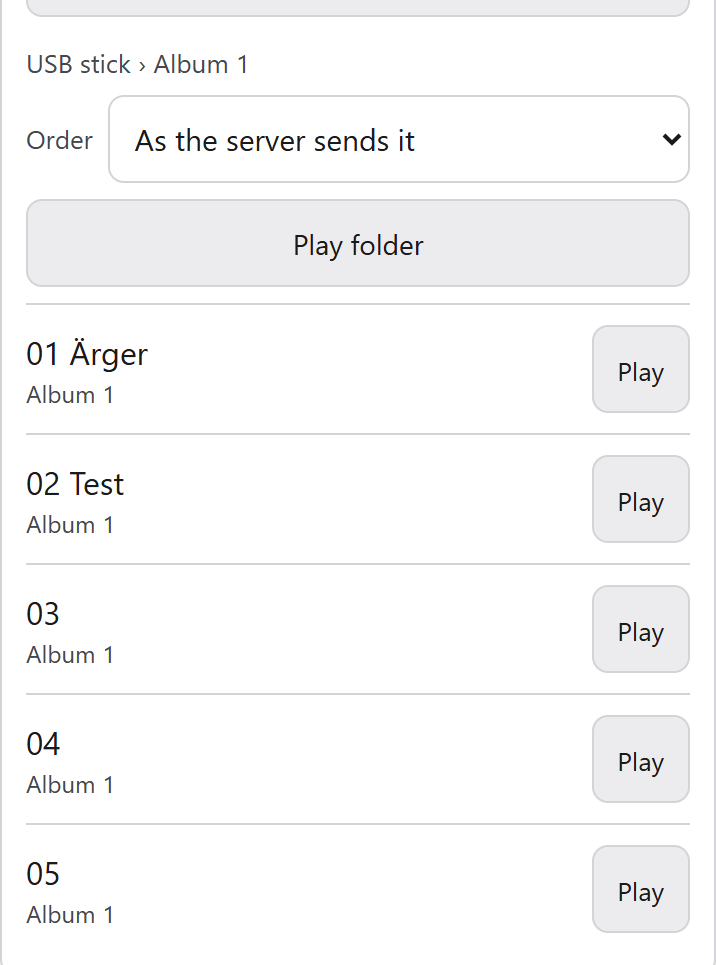 USB stick › Album 1
Order
As the server sends it
Play folder
01 Ärger
Album 1
Play
02 Test
Album 1
Play
03
Album 1
Play
04
Album 1
Play
05
Album 1
Play